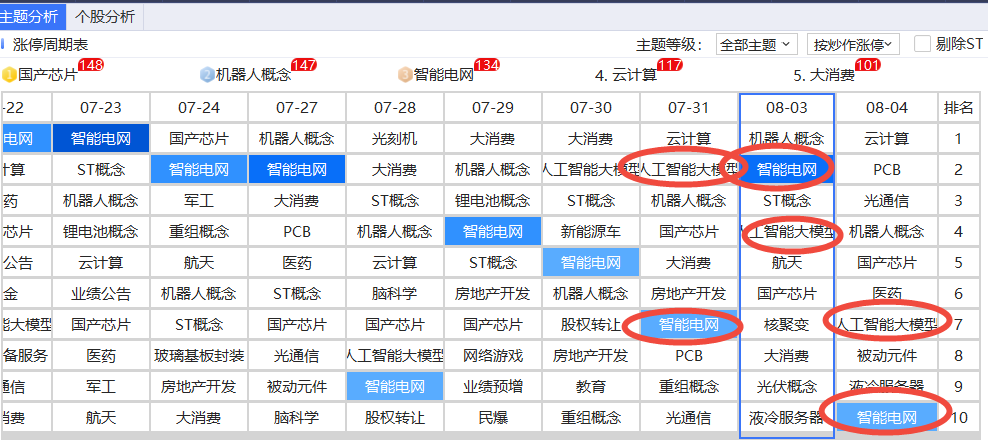 主题分析 个股分析
涨停周期表 主题等级： 全部主题 按炒作涨停 剔除ST
1 国产芯片 148 2 机器人概念 147 3 智能电网 134 4. 云计算 117 5. 大消费 101
-22 07-23 07-24 07-27 07-28 07-29 07-30 07-31 08-03 08-04 排名
电网 智能电网 国产芯片 机器人概念 光刻机 大消费 大消费 云计算 机器人概念 云计算 1
计算 ST概念 智能电网 智能电网 大消费 机器人概念 人工智能大模型 人工智能大模型 智能电网 PCB 2
药 机器人概念 军工 大消费 ST概念 锂电池概念 ST概念 机器人概念 ST概念 光通信 3
芯片 锂电池概念 重组概念 PCB 机器人概念 智能电网 新能源车 国产芯片 人工智能大模型 机器人概念 4
公告 云计算 航天 医药 云计算 ST概念 智能电网 大消费 航天 国产芯片 5
金 业绩公告 机器人概念 ST概念 脑科学 房地产开发 机器人概念 房地产开发 国产芯片 医药 6
能大模型 国产芯片 ST概念 国产芯片 国产芯片 国产芯片 股权转让 智能电网 核聚变 人工智能大模型 7
备服务 医药 玻璃基板封装 光通信 人工智能大模型 网络游戏 房地产开发 PCB 大消费 被动元件 8
通信 军工 房地产开发 被动元件 智能电网 业绩预增 教育 重组概念 光伏概念 液冷服务器 9
消费 航天 大消费 脑科学 股权转让 民爆 重组概念 光通信 液冷服务器 智能电网 10